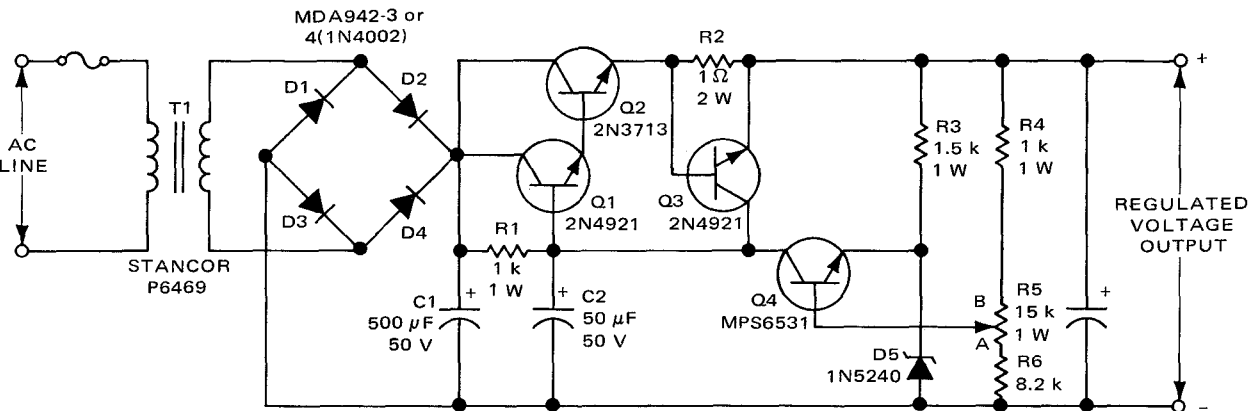 MDA942-3 or
4(1N4002)
AC
LINE
T1
STANCOR
P6469
D1
D2
D3
D4
Q2
2N3713
Q1
2N4921
R1
1 k
1 W
C1
500 μF
50 V
C2
50 μF
50 V
R2
1 Ω
2 W
Q3
2N4921
Q4
MPS6531
R3
1.5 k
1 W
R4
1 k
1 W
B
A
R5
15 k
1 W
R6
8.2 k
D5
1N5240
+
+
+
+
-
REGULATED
VOLTAGE
OUTPUT